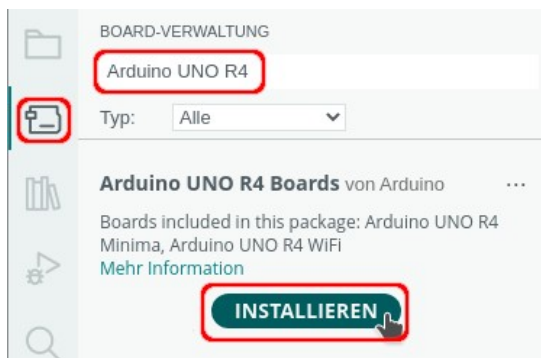 BOARD-VERWALTUNG
Arduino UNO R4
Typ: Alle
Arduino UNO R4 Boards von Arduino ...
Boards included in this package: Arduino UNO R4
Minima, Arduino UNO R4 WiFi
Mehr Information
INSTALLIEREN